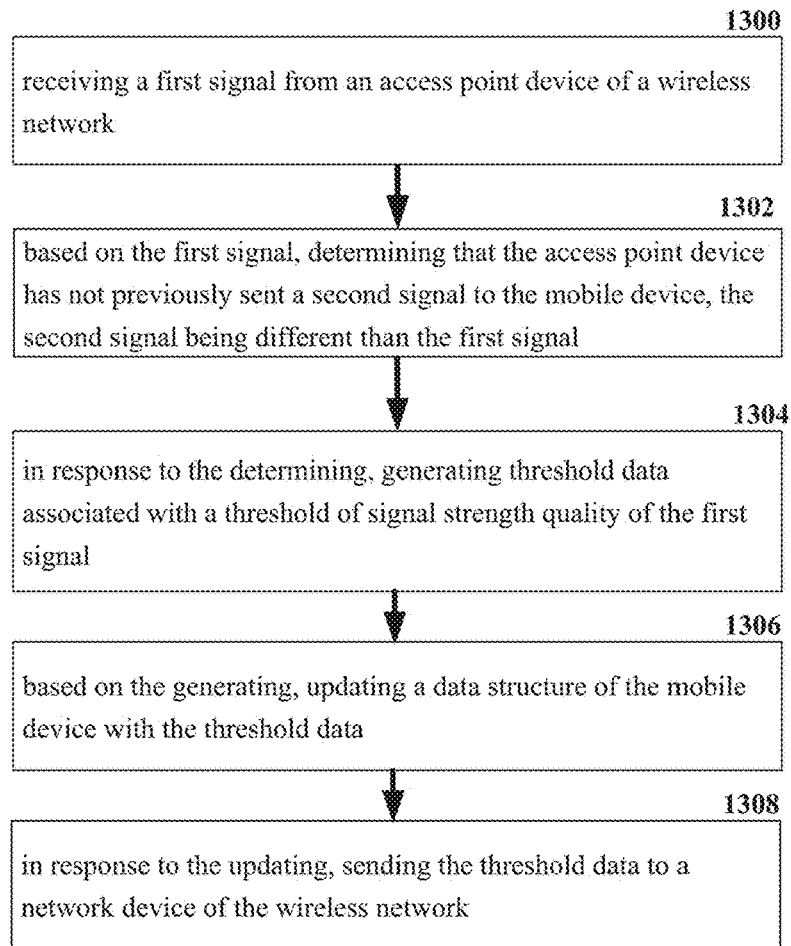 1300
receiving a first signal from an access point device of a wireless
network
1302
based on the first signal, determining that the access point device
has not previously sent a second signal to the mobile device, the
second signal being different than the first signal
1304
in response to the determining, generating threshold data
associated with a threshold of signal strength quality of the first
signal
1306
based on the generating, updating a data structure of the mobile
device with the threshold data
1308
in response to the updating, sending the threshold data to a
network device of the wireless network